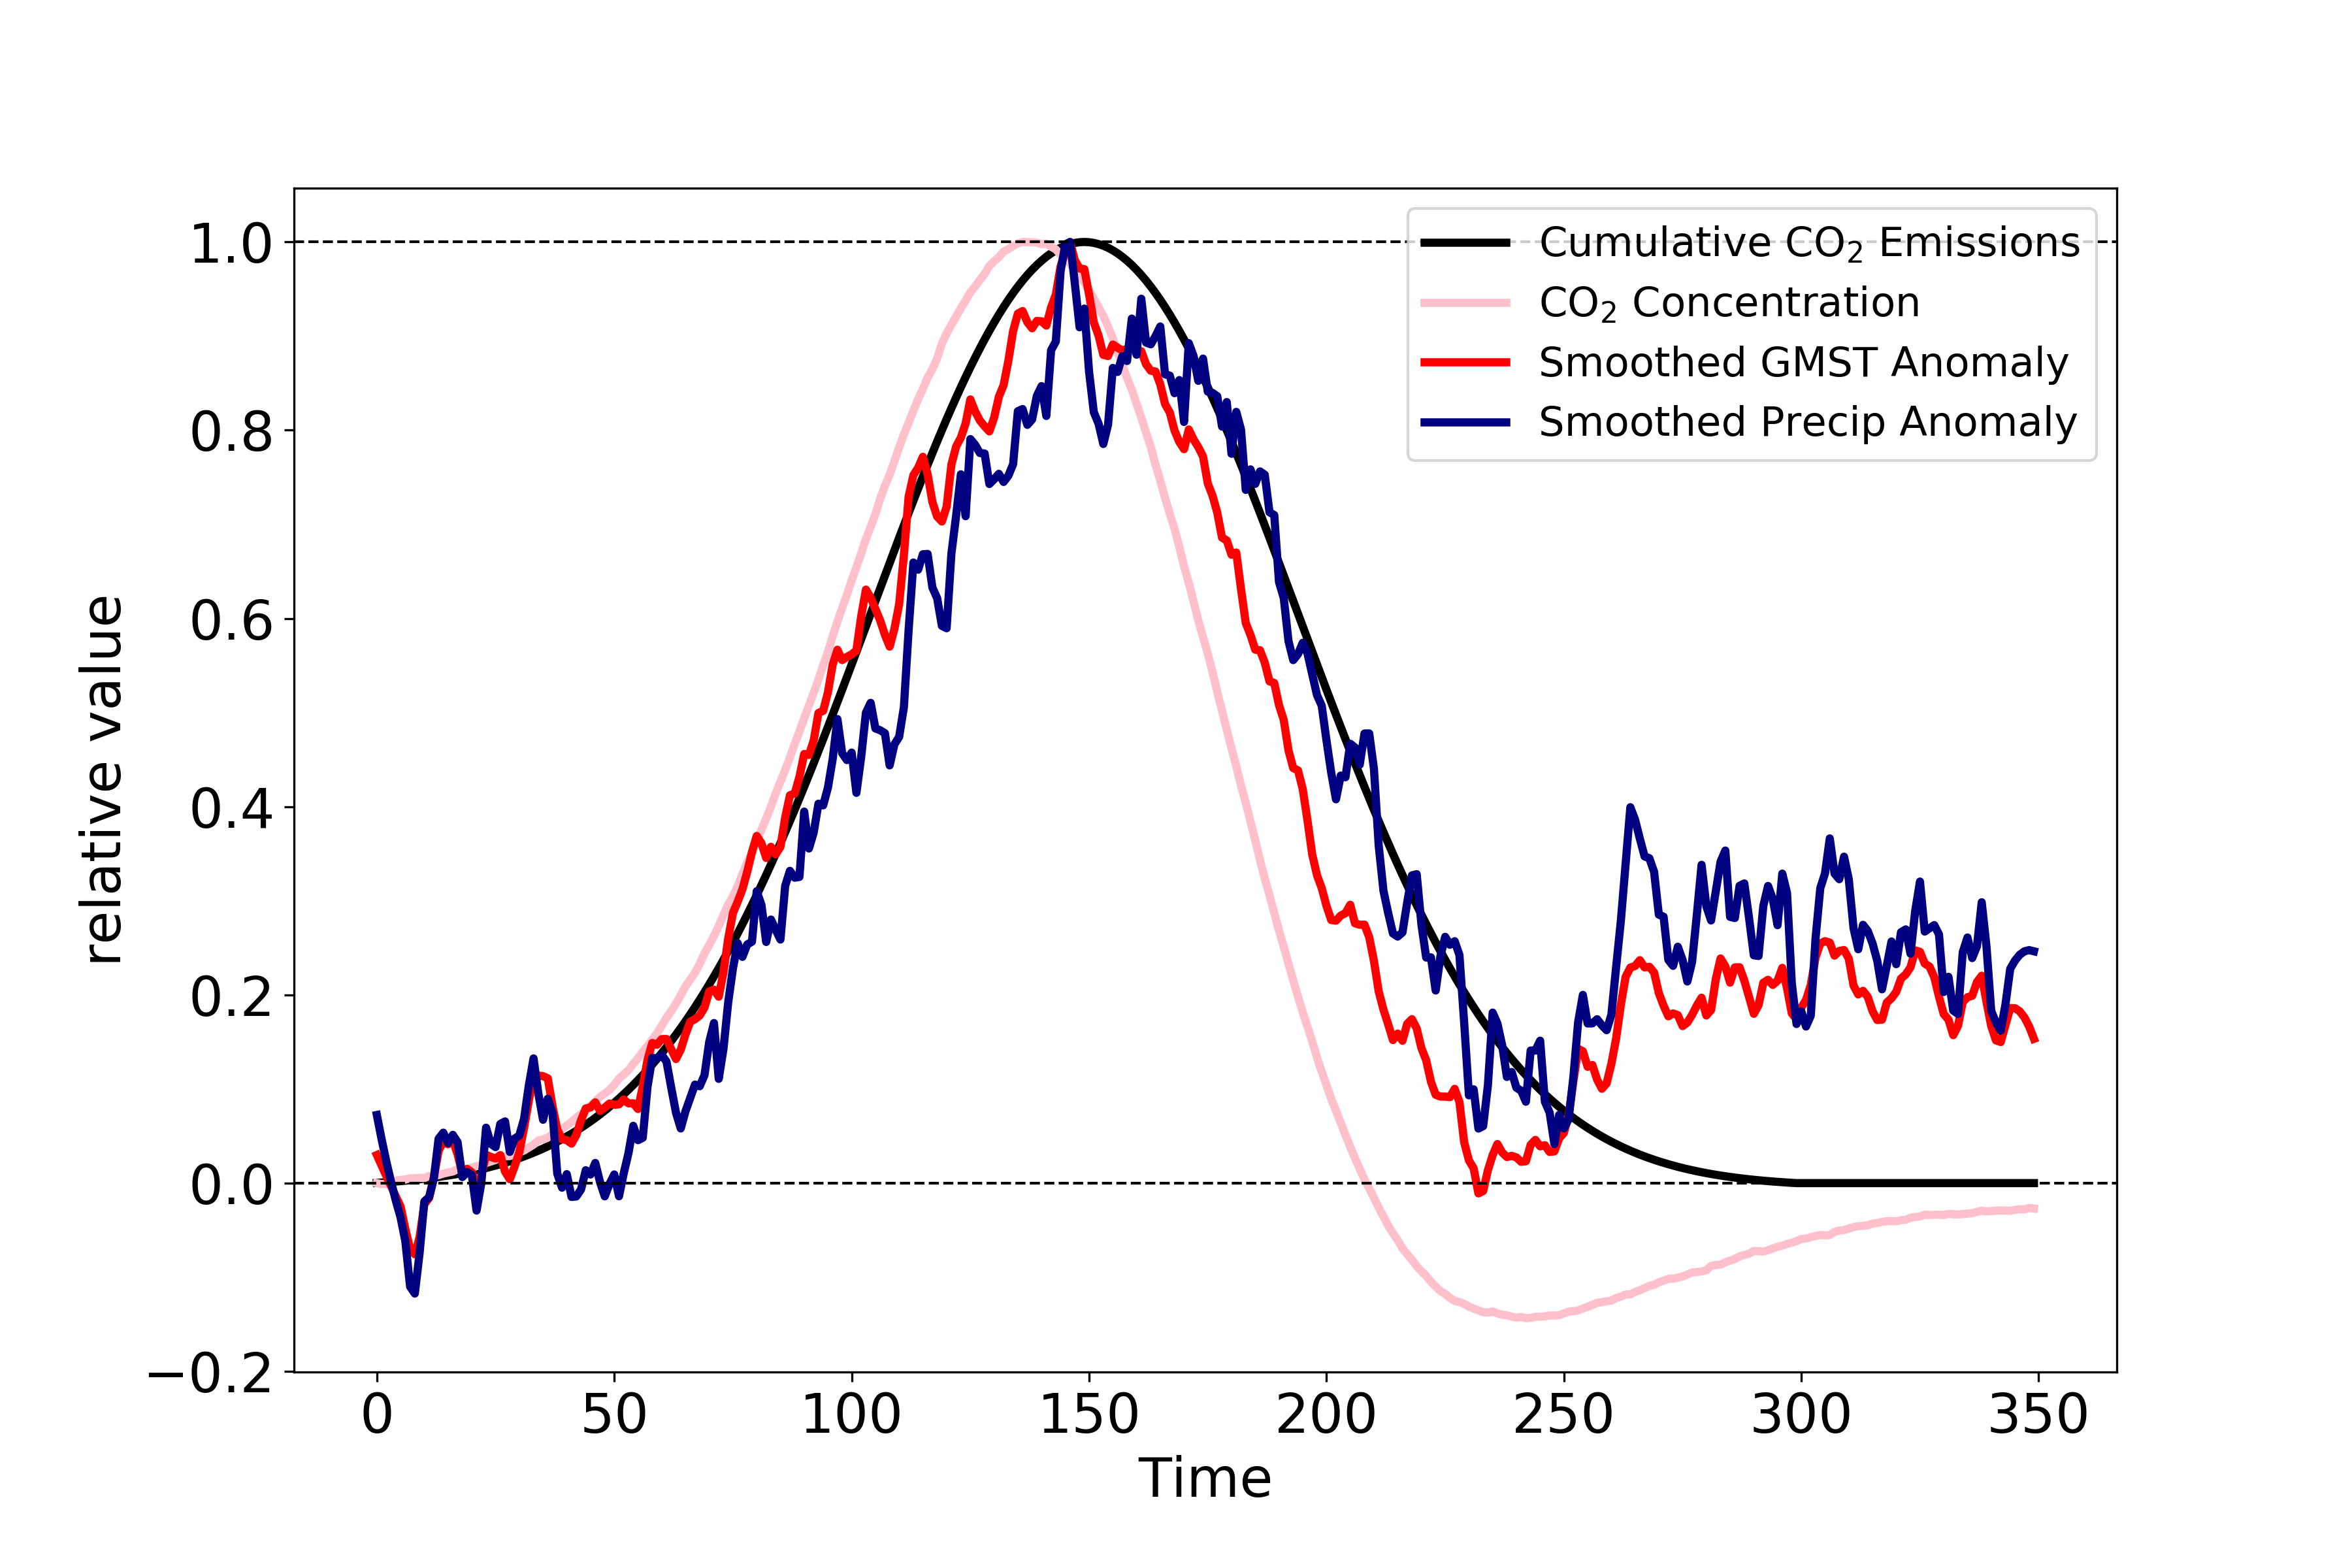 1.0
0.8
0.6
0.4
0.2
0.0
−0.2
relative value
Cumulative CO₂ Emissions
CO₂ Concentration
Smoothed GMST Anomaly
Smoothed Precip Anomaly
0 50 100 150 200 250 300 350
Time